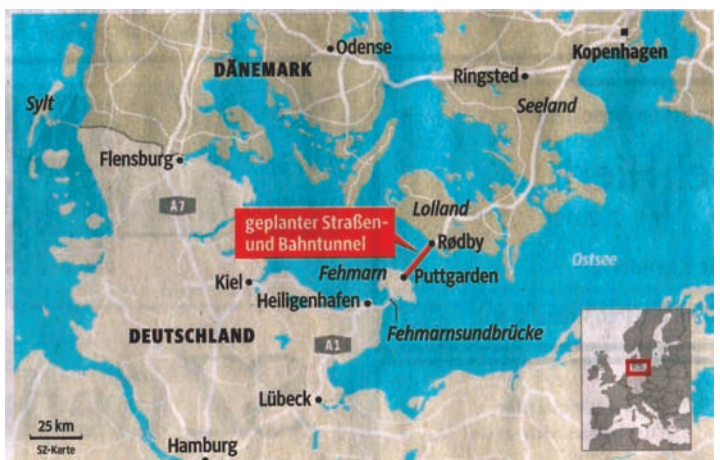 Odense
Kopenhagen
DÄNEMARK
Ringsted
Sylt
Seeland
Flensburg
A7
Lolland
geplanter Straßen-
und Bahntunnel
Rødby
Ostsee
Fehmarn
Puttgarden
Kiel
Heiligenhafen
DEUTSCHLAND
Fehmarnsundbrücke
A1
Lübeck
25 km
SZ-Karte
Hamburg